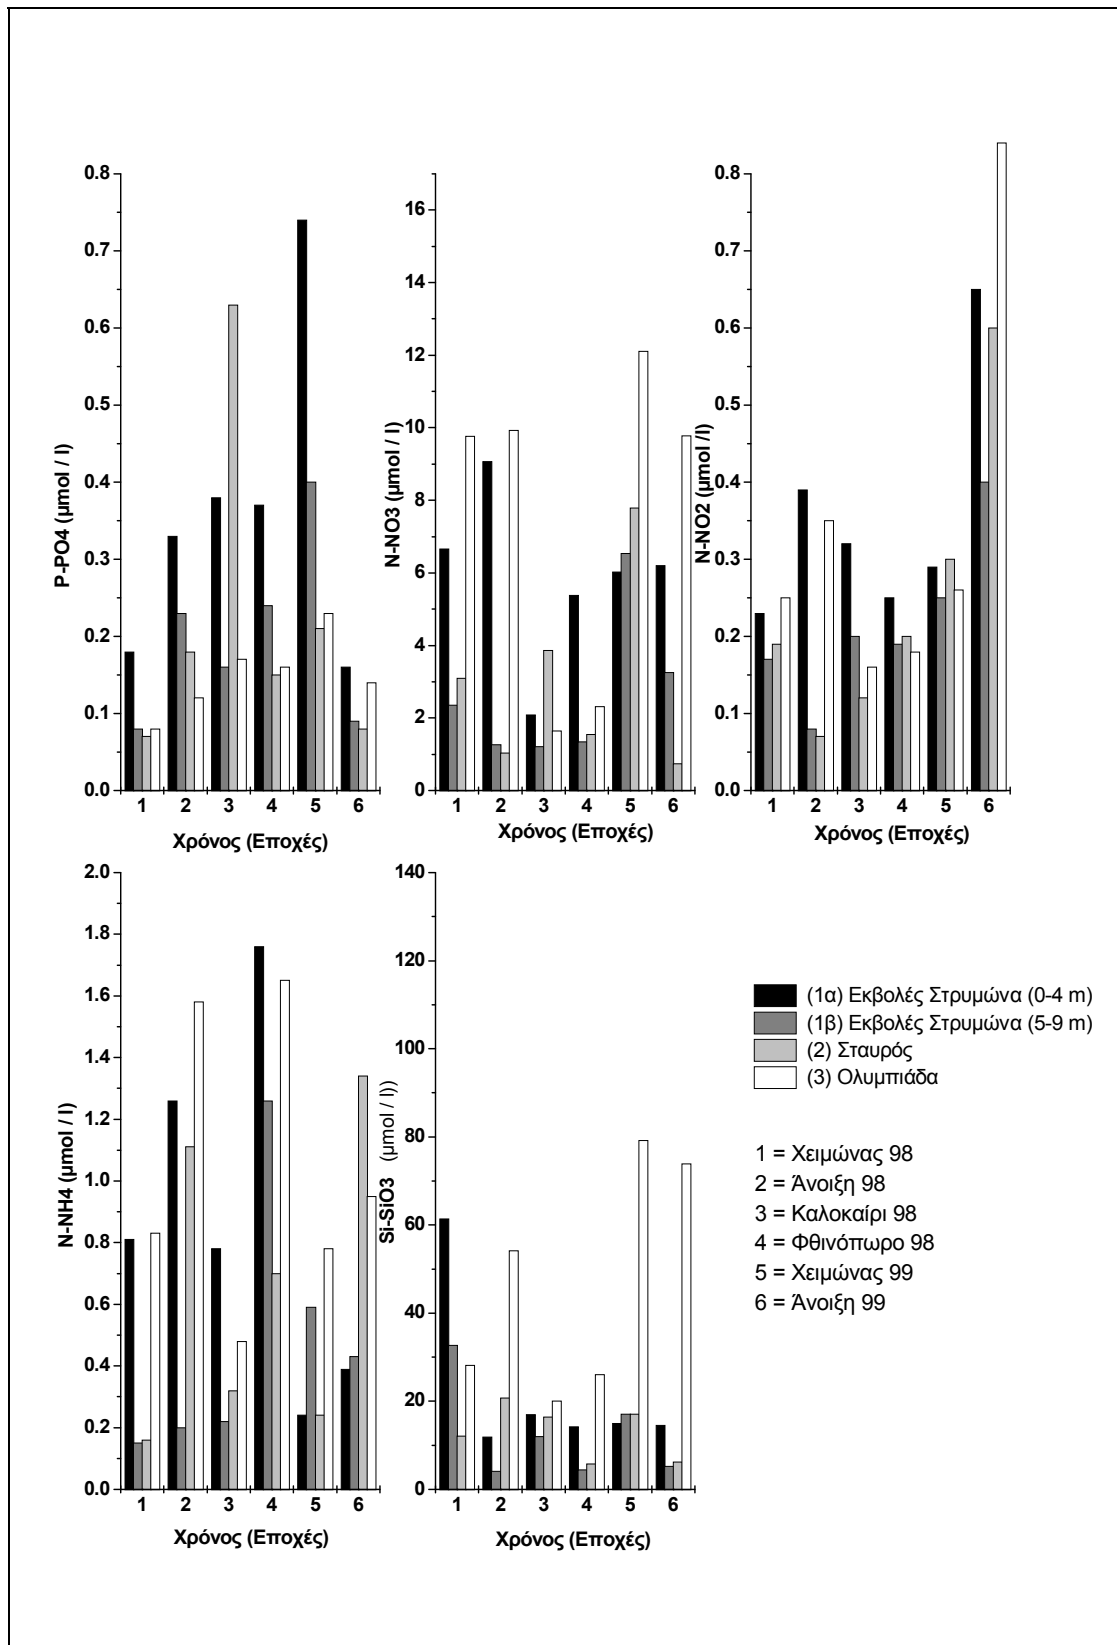 0.8
0.7
0.6
0.5
0.4
0.3
0.2
0.1
0.0
P-PO4 (μmol / l)
1 2 3 4 5 6
Χρόνος (Εποχές)
16
14
12
10
8
6
4
2
0
N-NO3 (μmol / l)
1 2 3 4 5 6
Χρόνος (Εποχές)
0.8
0.7
0.6
0.5
0.4
0.3
0.2
0.1
0.0
N-NO2 (μmol /l)
1 2 3 4 5 6
Χρόνος (Εποχές)
2.0
1.8
1.6
1.4
1.2
1.0
0.8
0.6
0.4
0.2
0.0
N-NH4 (μmol / l)
1 2 3 4 5 6
Χρόνος (Εποχές)
140
120
100
80
60
40
20
0
Si-SiO3 (μmol / l))
1 2 3 4 5 6
Χρόνος (Εποχές)
(1α) Εκβολές Στρυμώνα (0-4 m)
(1β) Εκβολές Στρυμώνα (5-9 m)
(2) Σταυρός
(3) Ολυμπιάδα
1 = Χειμώνας 98
2 = Άνοιξη 98
3 = Καλοκαίρι 98
4 = Φθινόπωρο 98
5 = Χειμώνας 99
6 = Άνοιξη 99